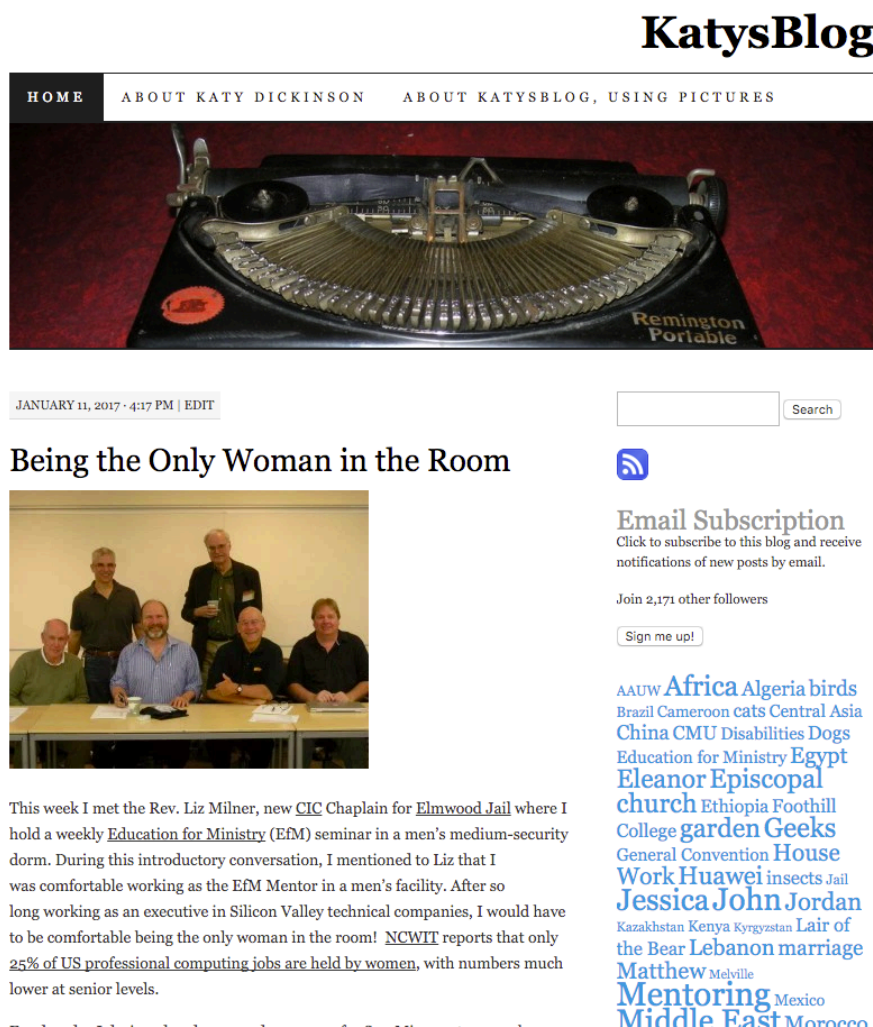 KatysBlog
HOME ABOUT KATY DICKINSON ABOUT KATYSBLOG, USING PICTURES
Remington
Portable
JANUARY 11, 2017 · 4:17 PM | EDIT
Being the Only Woman in the Room
This week I met the Rev. Liz Milner, new CIC Chaplain for Elmwood Jail where I
hold a weekly Education for Ministry (EfM) seminar in a men's medium-security
dorm. During this introductory conversation, I mentioned to Liz that I
was comfortable working as the EfM Mentor in a men's facility. After so
long working as an executive in Silicon Valley technical companies, I would have
to be comfortable being the only woman in the room! NCWIT reports that only
25% of US professional computing jobs are held by women, with numbers much
lower at senior levels.
Search
Email Subscription
Click to subscribe to this blog and receive
notifications of new posts by email.
Join 2,171 other followers
Sign me up!
AAUW Africa Algeria birds
Brazil Cameroon cats Central Asia
China CMU Disabilities Dogs
Education for Ministry Egypt
Eleanor Episcopal
church Ethiopia Foothill
College garden Geeks
General Convention House
Work Huawei insects Jail
Jessica John Jordan
Kazakhstan Kenya Kyrgyzstan Lair of
the Bear Lebanon marriage
Matthew Melville
Mentoring Mexico
Middle East Morocco